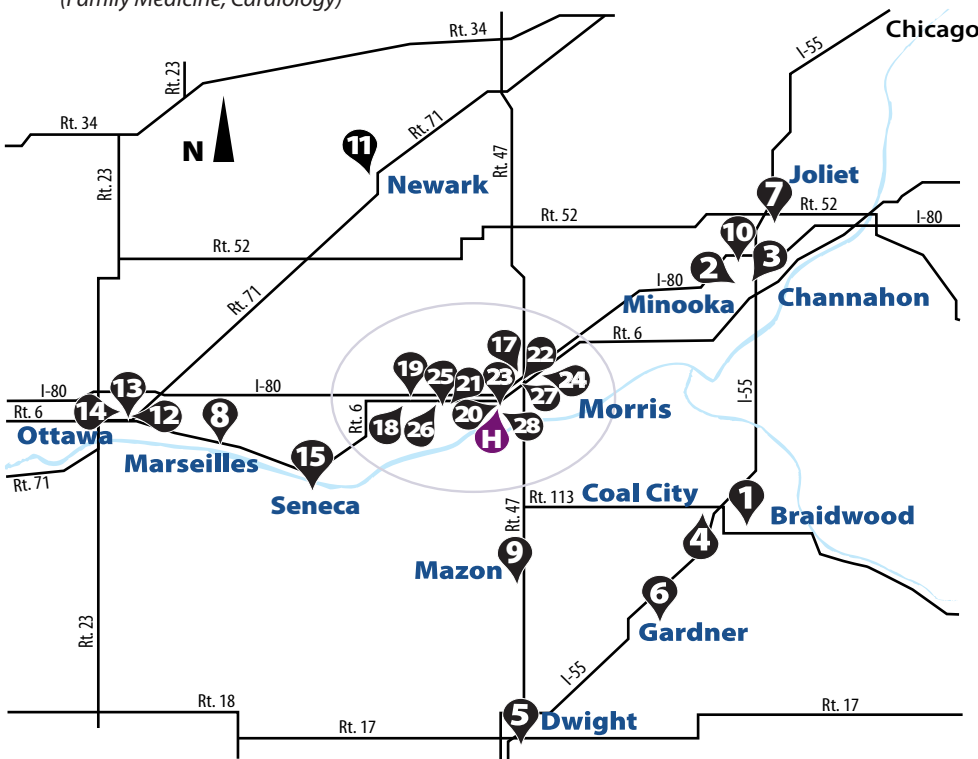 (Family Medicine, Cardiology)
Chicago
Rt. 34
I-55
Rt. 23
Rt. 34
Rt. 71
N
11
Rt. 47
Newark
Joliet
7
Rt. 23
Rt. 52
Rt. 52
I-80
10
Rt. 52
2
3
I-80
Minooka
Channahon
Rt. 71
Rt. 6
17
22
19
25
21
23
24
I-80
13
I-80
27
Morris
I-55
Rt. 6
14
12
8
Rt. 6
18
26
20
28
H
Ottawa
Marseilles
15
Rt. 71
Seneca
Rt. 47
Rt. 113
Coal City
1
Braidwood
4
9
Mazon
6
Gardner
Rt. 23
I-55
Rt. 18
5
Dwight
Rt. 17
Rt. 17